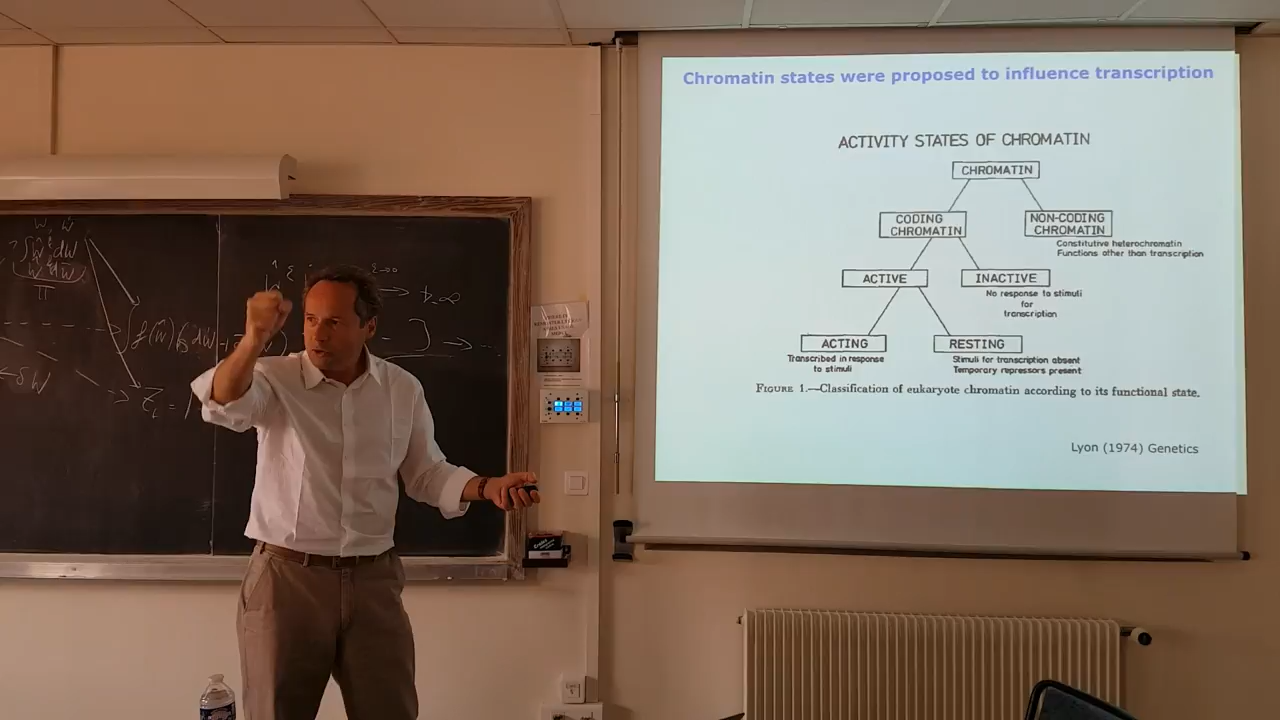 Chromatin states were proposed to influence transcription
ACTIVITY STATES OF CHROMATIN
CHROMATIN
CODING
CHROMATIN
NON-CODING
CHROMATIN
Constitutive heterochromatin
Functions other than transcription
ACTIVE
INACTIVE
No response to stimuli
for
transcription
ACTING
Transcribed in response
to stimuli
RESTING
Stimuli for transcription absent
Temporary repressors present
FIGURE 1.—Classification of eukaryote chromatin according to its functional state.
Lyon (1974) Genetics